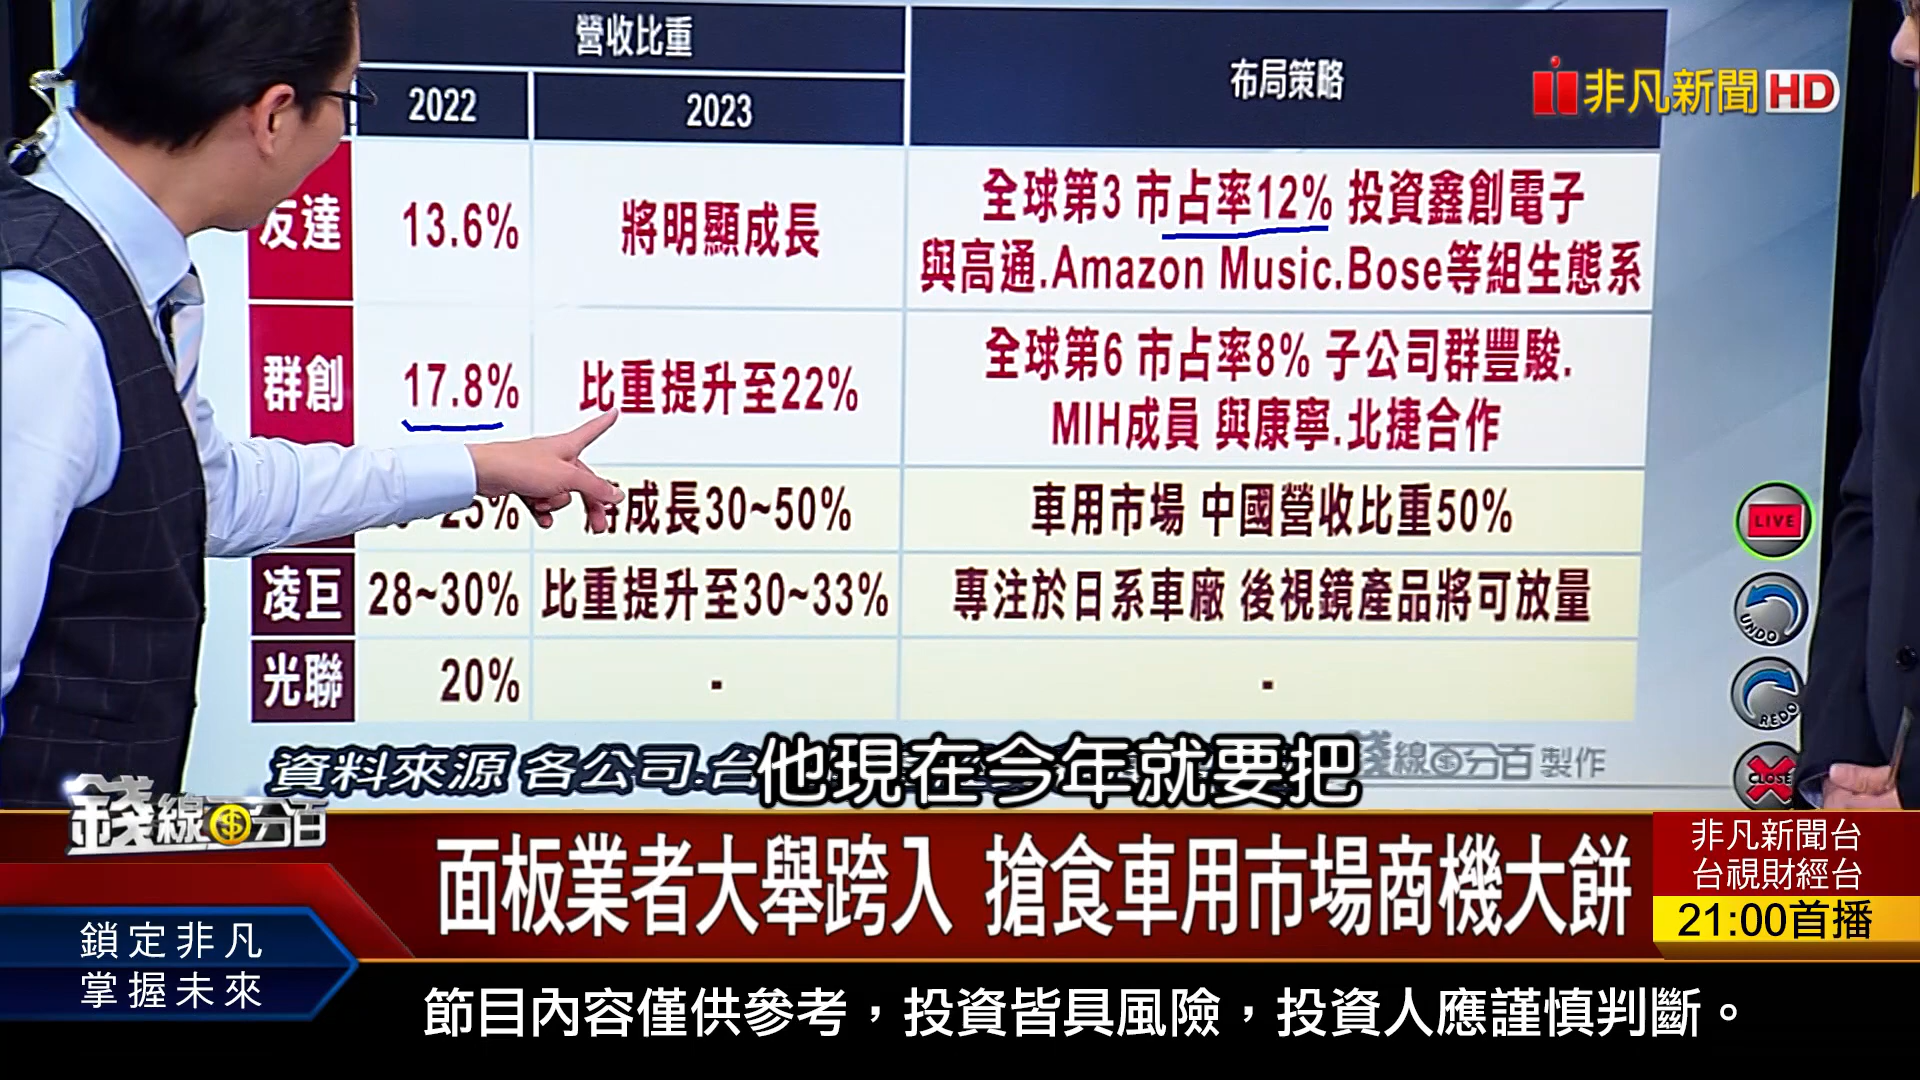 營收比重
2022
2023
布局策略
非凡新聞HD
友達
13.6%
將明顯成長
全球第3 市占率12% 投資鑫創電子
與高通.Amazon Music.Bose等組生態系
群創
17.8%
比重提升至22%
全球第6 市占率8% 子公司群豐駿.
MIH成員 與康寧.北捷合作
成長30~50%
車用市場 中國營收比重50%
凌巨
28~30%
比重提升至30~33%
專注於日系車廠 後視鏡產品將可放量
光聯
20%
-
-
LIVE
UNDO
REDO
CLOSE
資料來源 各公司.台
錢線百分百 製作
他現在今年就要把
錢線百分百
面板業者大舉跨入 搶食車用市場商機大餅
非凡新聞台
台視財經台
21:00首播
鎖定非凡
掌握未來
節目內容僅供參考，投資皆具風險，投資人應謹慎判斷。